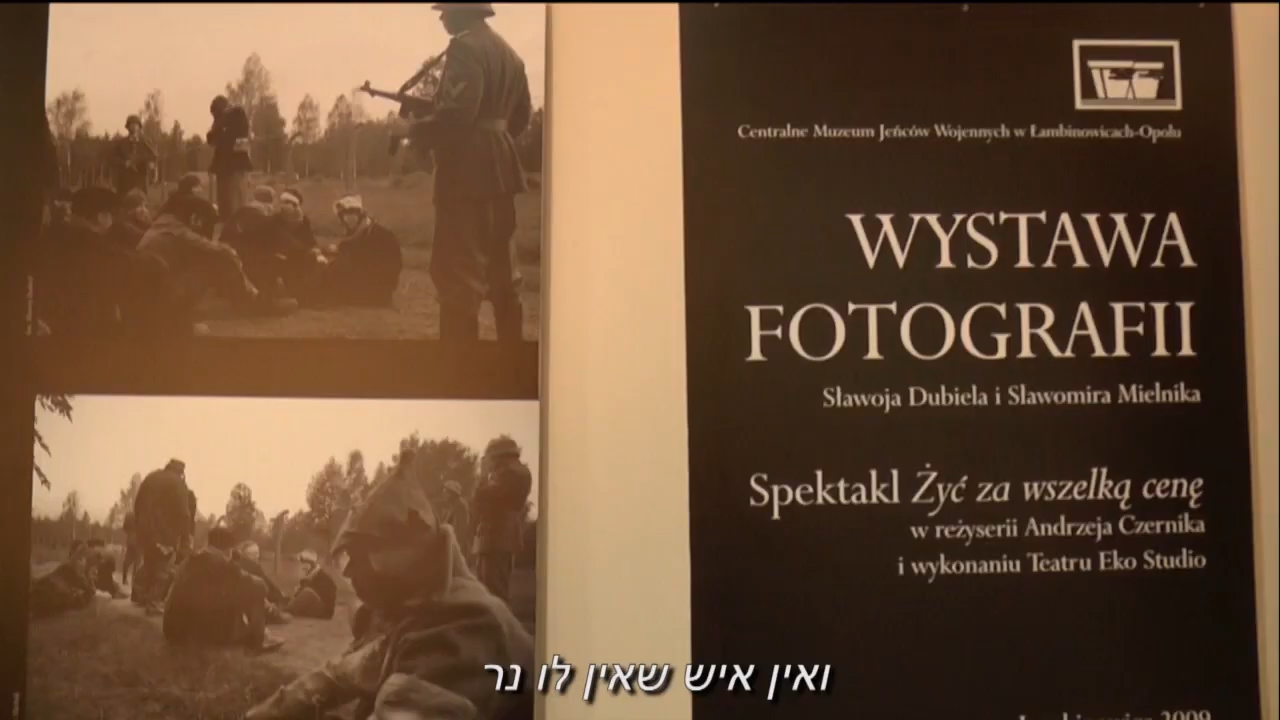 Centralne Muzeum Jeńców Wojennych w Łambinowicach-Opolu
WYSTAWA
FOTOGRAFII
Sławoja Dubiela i Sławomira Mielnika
Spektakl Żyć za wszelką cenę
w reżyserii Andrzeja Czernika
i wykonaniu Teatru Eko Studio
2009
ואין איש שאין לו נר